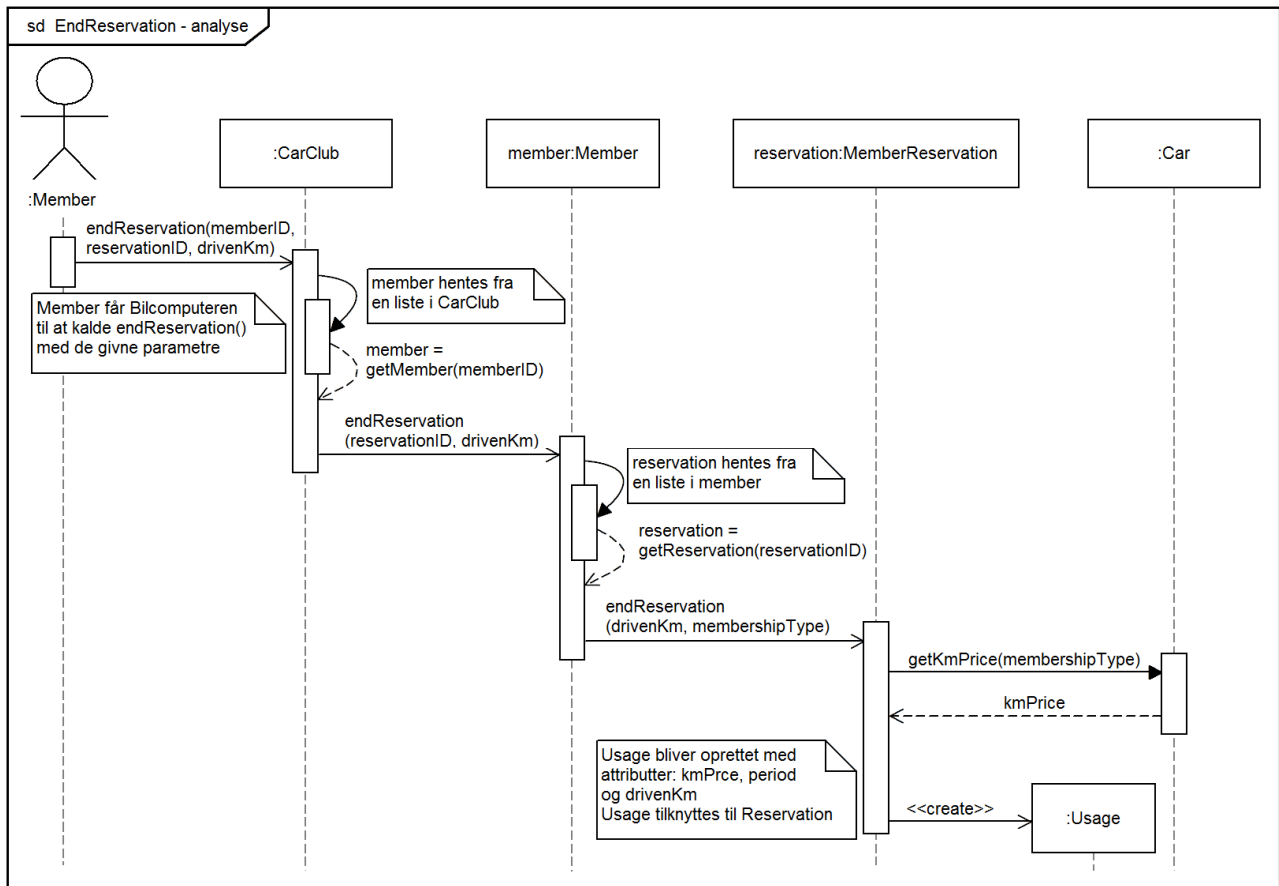 sd EndReservation - analyse
:Member
:CarClub
member:Member
reservation:MemberReservation
:Car
endReservation(memberID,
reservationID, drivenKm)
member hentes fra
en liste i CarClub
Member får Bilcomputeren
til at kalde endReservation()
med de givne parametre
member =
getMember(memberID)
endReservation
(reservationID, drivenKm)
reservation hentes fra
en liste i member
reservation =
getReservation(reservationID)
endReservation
(drivenKm, membershipType)
getKmPrice(membershipType)
kmPrice
Usage bliver oprettet med
attributter: kmPrce, period
og drivenKm
Usage tilknyttes til Reservation
<<create>>
:Usage